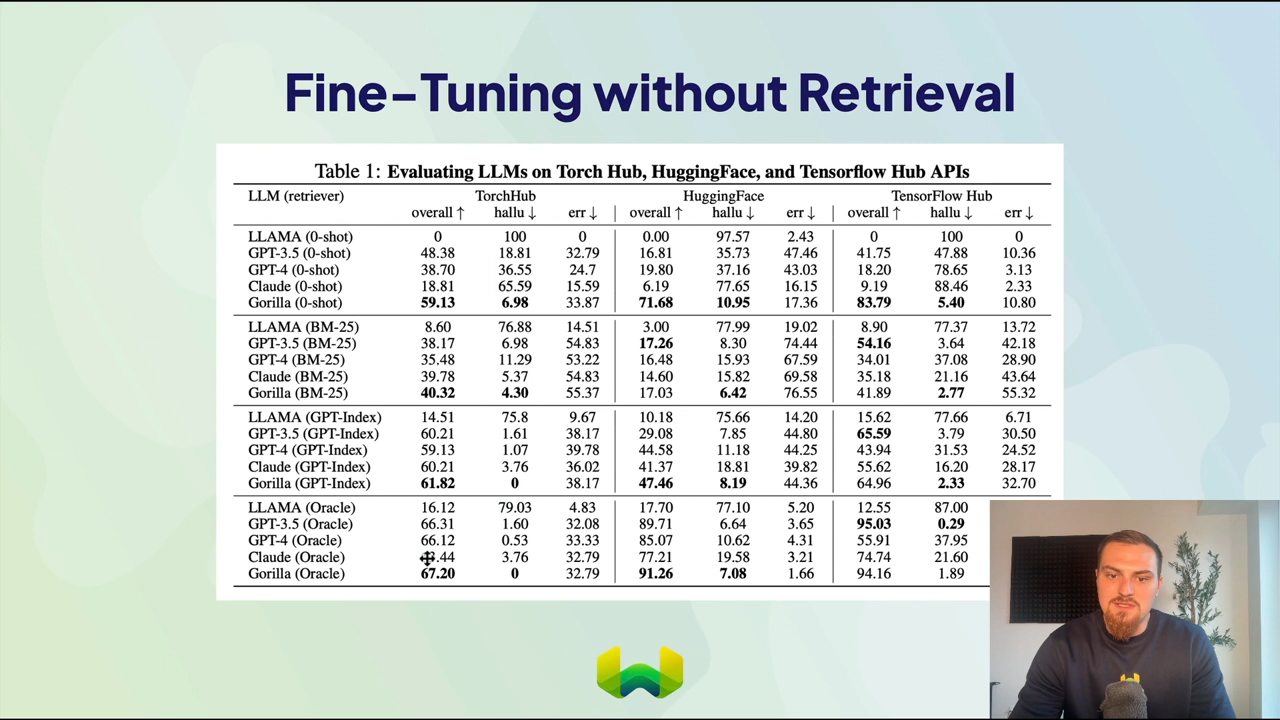 Fine-Tuning without Retrieval
Table 1: Evaluating LLMs on Torch Hub, HuggingFace, and Tensorflow Hub APIs
LLM (retriever) TorchHub HuggingFace TensorFlow Hub
overall ↑ hallu ↓ err ↓ overall ↑ hallu ↓ err ↓ overall ↑ hallu ↓ err ↓
LLAMA (0-shot) 0 100 0 0.00 97.57 2.43 0 100 0
GPT-3.5 (0-shot) 48.38 18.81 32.79 16.81 35.73 47.46 41.75 47.88 10.36
GPT-4 (0-shot) 38.70 36.55 24.7 19.80 37.16 43.03 18.20 78.65 3.13
Claude (0-shot) 18.81 65.59 15.59 6.19 77.65 16.15 9.19 88.46 2.33
Gorilla (0-shot) 59.13 6.98 33.87 71.68 10.95 17.36 83.79 5.40 10.80
LLAMA (BM-25) 8.60 76.88 14.51 3.00 77.99 19.02 8.90 77.37 13.72
GPT-3.5 (BM-25) 38.17 6.98 54.83 17.26 8.30 74.44 54.16 3.64 42.18
GPT-4 (BM-25) 35.48 11.29 53.22 16.48 15.93 67.59 34.01 37.08 28.90
Claude (BM-25) 39.78 5.37 54.83 14.60 15.82 69.58 35.18 21.16 43.64
Gorilla (BM-25) 40.32 4.30 55.37 17.03 6.42 76.55 41.89 2.77 55.32
LLAMA (GPT-Index) 14.51 75.8 9.67 10.18 75.66 14.20 15.62 77.66 6.71
GPT-3.5 (GPT-Index) 60.21 1.61 38.17 29.08 7.85 44.80 65.59 3.79 30.50
GPT-4 (GPT-Index) 59.13 1.07 39.78 44.58 11.18 44.25 43.94 31.53 24.52
Claude (GPT-Index) 60.21 3.76 36.02 41.37 18.81 39.82 55.62 16.20 28.17
Gorilla (GPT-Index) 61.82 0 38.17 47.46 8.19 44.36 64.96 2.33 32.70
LLAMA (Oracle) 16.12 79.03 4.83 17.70 77.10 5.20 12.55 87.00
GPT-3.5 (Oracle) 66.31 1.60 32.08 89.71 6.64 3.65 95.03 0.29
GPT-4 (Oracle) 66.12 0.53 33.33 85.07 10.62 4.31 55.91 37.95
Claude (Oracle) .44 3.76 32.79 77.21 19.58 3.21 74.74 21.60
Gorilla (Oracle) 67.20 0 32.79 91.26 7.08 1.66 94.16 1.89